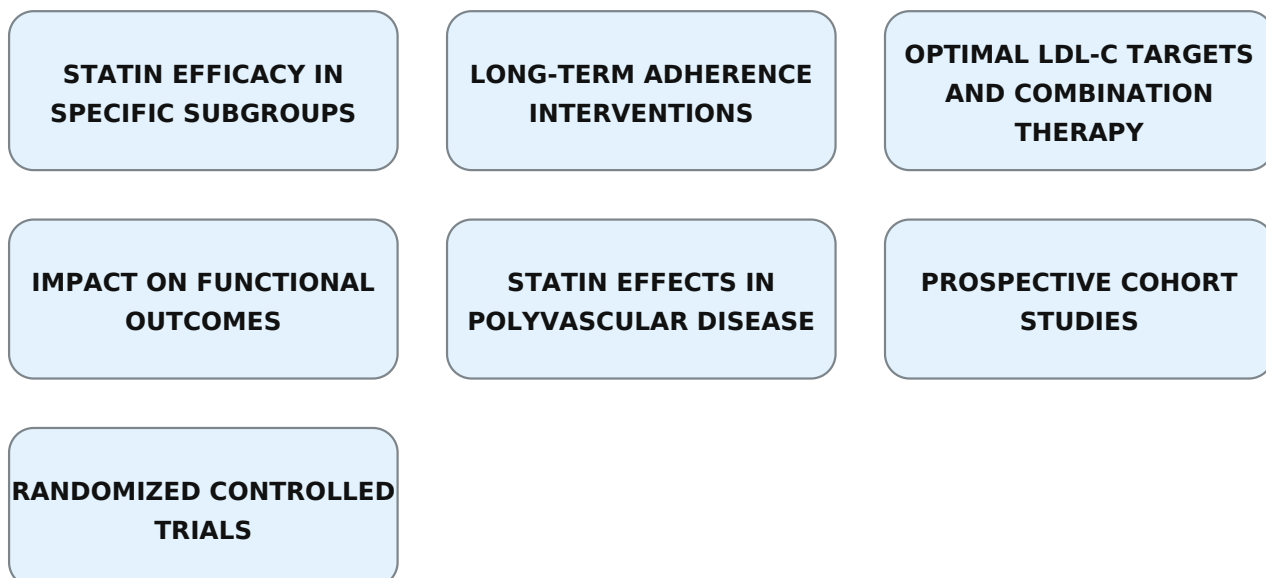 STATIN EFFICACY IN
SPECIFIC SUBGROUPS
LONG-TERM ADHERENCE
INTERVENTIONS
OPTIMAL LDL-C TARGETS
AND COMBINATION
THERAPY
IMPACT ON FUNCTIONAL
OUTCOMES
STATIN EFFECTS IN
POLYVASCULAR DISEASE
PROSPECTIVE COHORT
STUDIES
RANDOMIZED CONTROLLED
TRIALS